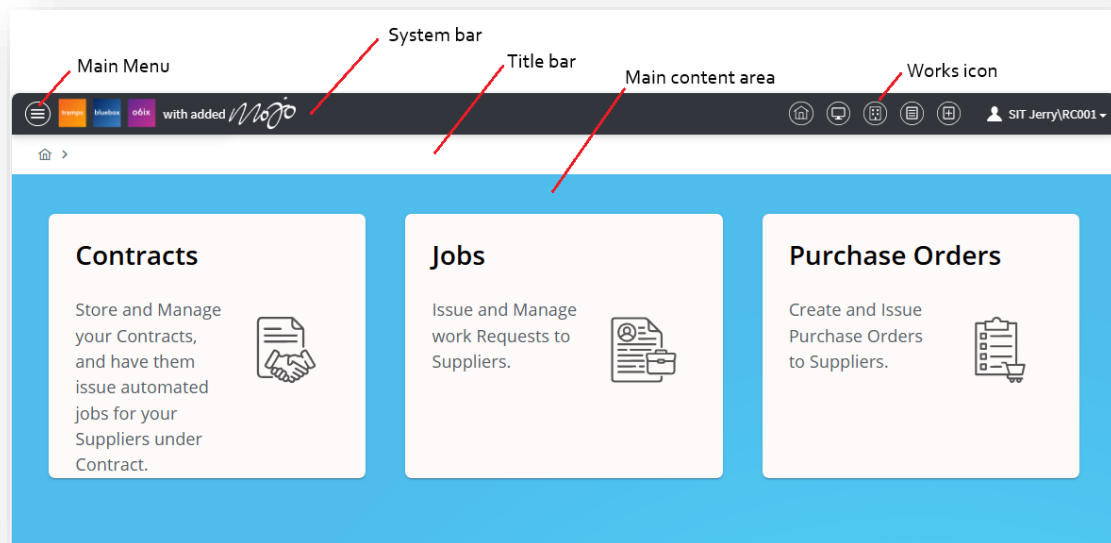 System bar
Main Menu
Title bar
Main content area
Works icon
tramps bluebox o6ix with added Mojo
SIT Jerry\RC001
Contracts
Store and Manage
your Contracts,
and have them
issue automated
jobs for your
Suppliers under
Contract.
Jobs
Issue and Manage
work Requests to
Suppliers.
Purchase Orders
Create and Issue
Purchase Orders
to Suppliers.